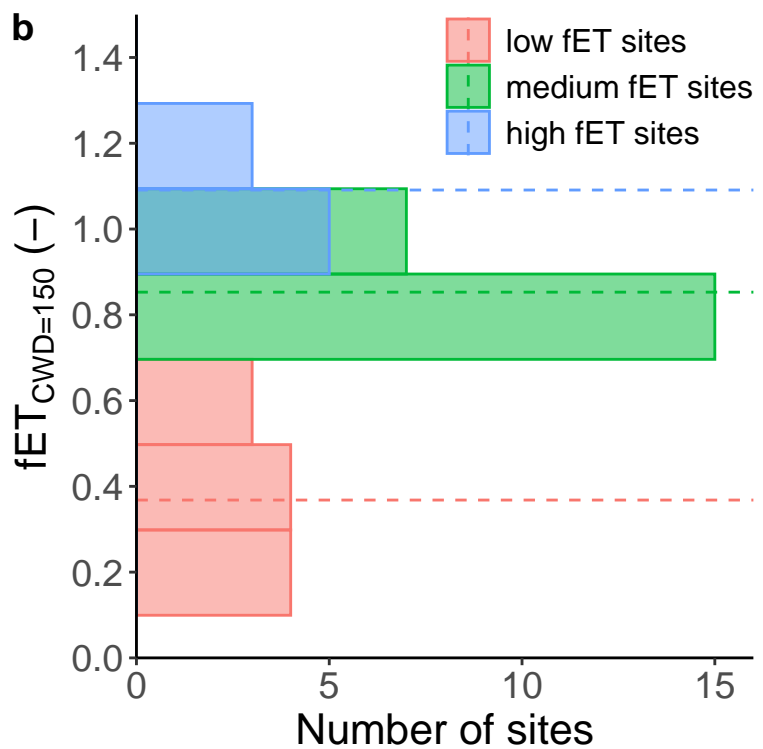 b
low fET sites
medium fET sites
high fET sites
1.4
1.2
1.0
0.8
0.6
0.4
0.2
0.0
fET_CWD=150 (–)
0 5 10 15
Number of sites